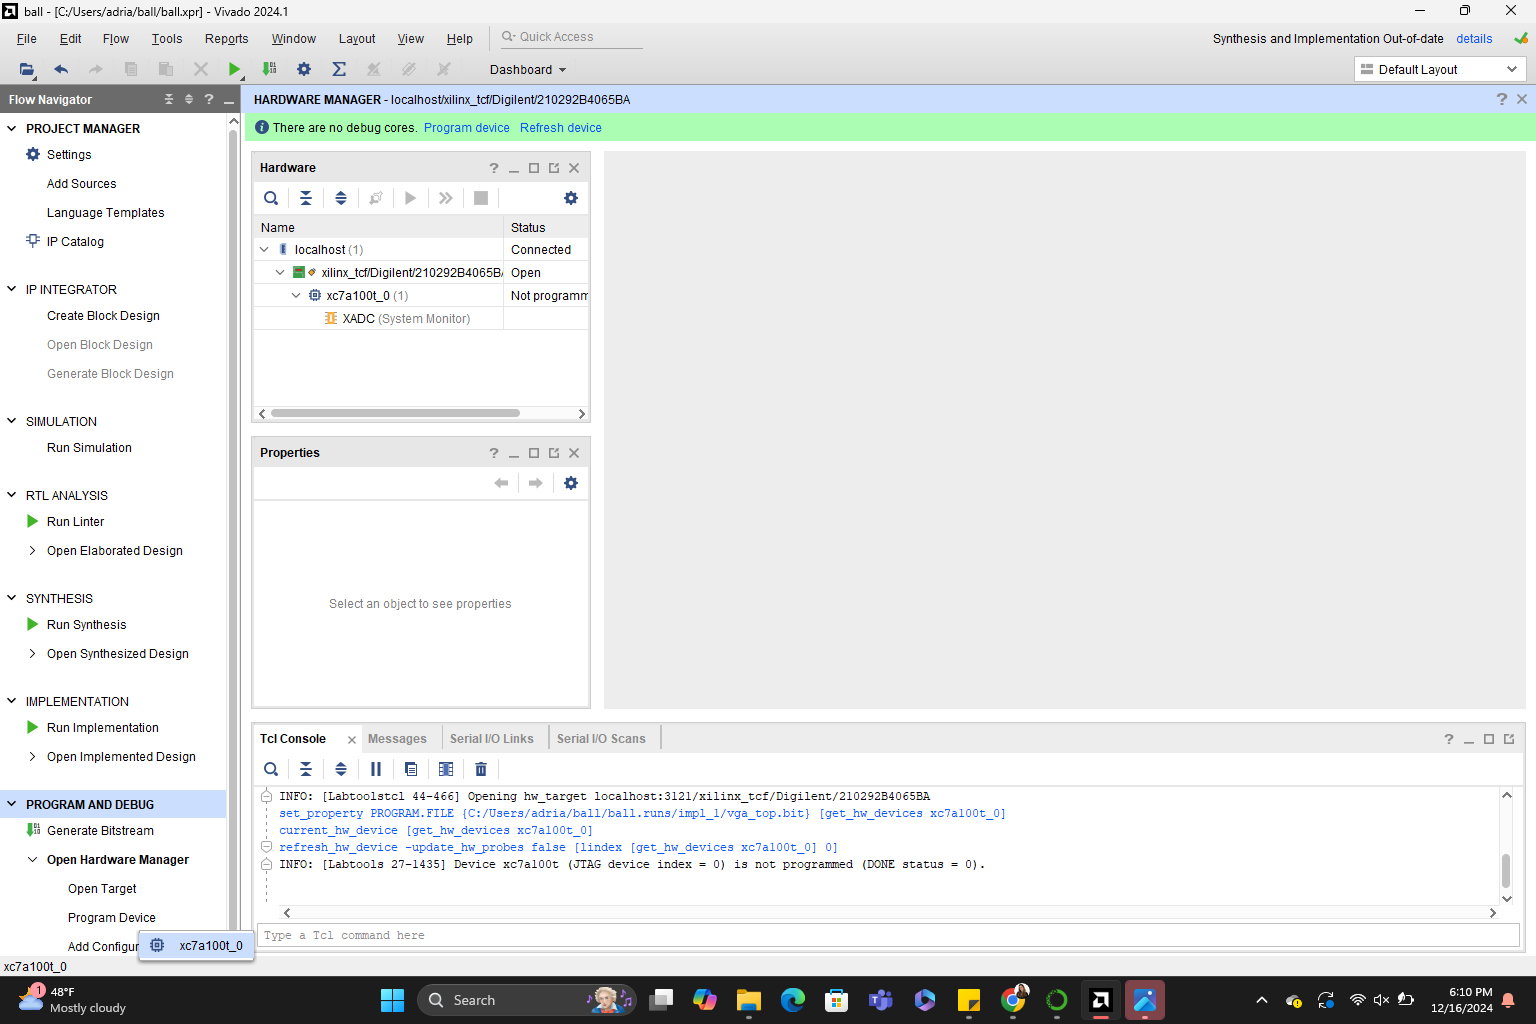 ball - [C:/Users/adria/ball/ball.xpr] - Vivado 2024.1
File Edit Flow Tools Reports Window Layout View Help Quick Access
Synthesis and Implementation Out-of-date details
Dashboard
Default Layout
Flow Navigator
PROJECT MANAGER
Settings
Add Sources
Language Templates
IP Catalog
IP INTEGRATOR
Create Block Design
Open Block Design
Generate Block Design
SIMULATION
Run Simulation
RTL ANALYSIS
Run Linter
Open Elaborated Design
SYNTHESIS
Run Synthesis
Open Synthesized Design
IMPLEMENTATION
Run Implementation
Open Implemented Design
PROGRAM AND DEBUG
Generate Bitstream
Open Hardware Manager
Open Target
Program Device
Add Configur
xc7a100t_0
xc7a100t_0
HARDWARE MANAGER - localhost/xilinx_tcf/Digilent/210292B4065BA
There are no debug cores. Program device Refresh device
Hardware
Name Status
localhost (1) Connected
xilinx_tcf/Digilent/210292B4065B Open
xc7a100t_0 (1) Not programm
XADC (System Monitor)
Properties
Select an object to see properties
Tcl Console Messages Serial I/O Links Serial I/O Scans
INFO: [Labtoolstcl 44-466] Opening hw_target localhost:3121/xilinx_tcf/Digilent/210292B4065BA
set_property PROGRAM.FILE {C:/Users/adria/ball/ball.runs/impl_1/vga_top.bit} [get_hw_devices xc7a100t_0]
current_hw_device [get_hw_devices xc7a100t_0]
refresh_hw_device -update_hw_probes false [lindex [get_hw_devices xc7a100t_0] 0]
INFO: [Labtools 27-1435] Device xc7a100t (JTAG device index = 0) is not programmed (DONE status = 0).
Type a Tcl command here
1
48°F
Mostly cloudy
Search
6:10 PM
12/16/2024